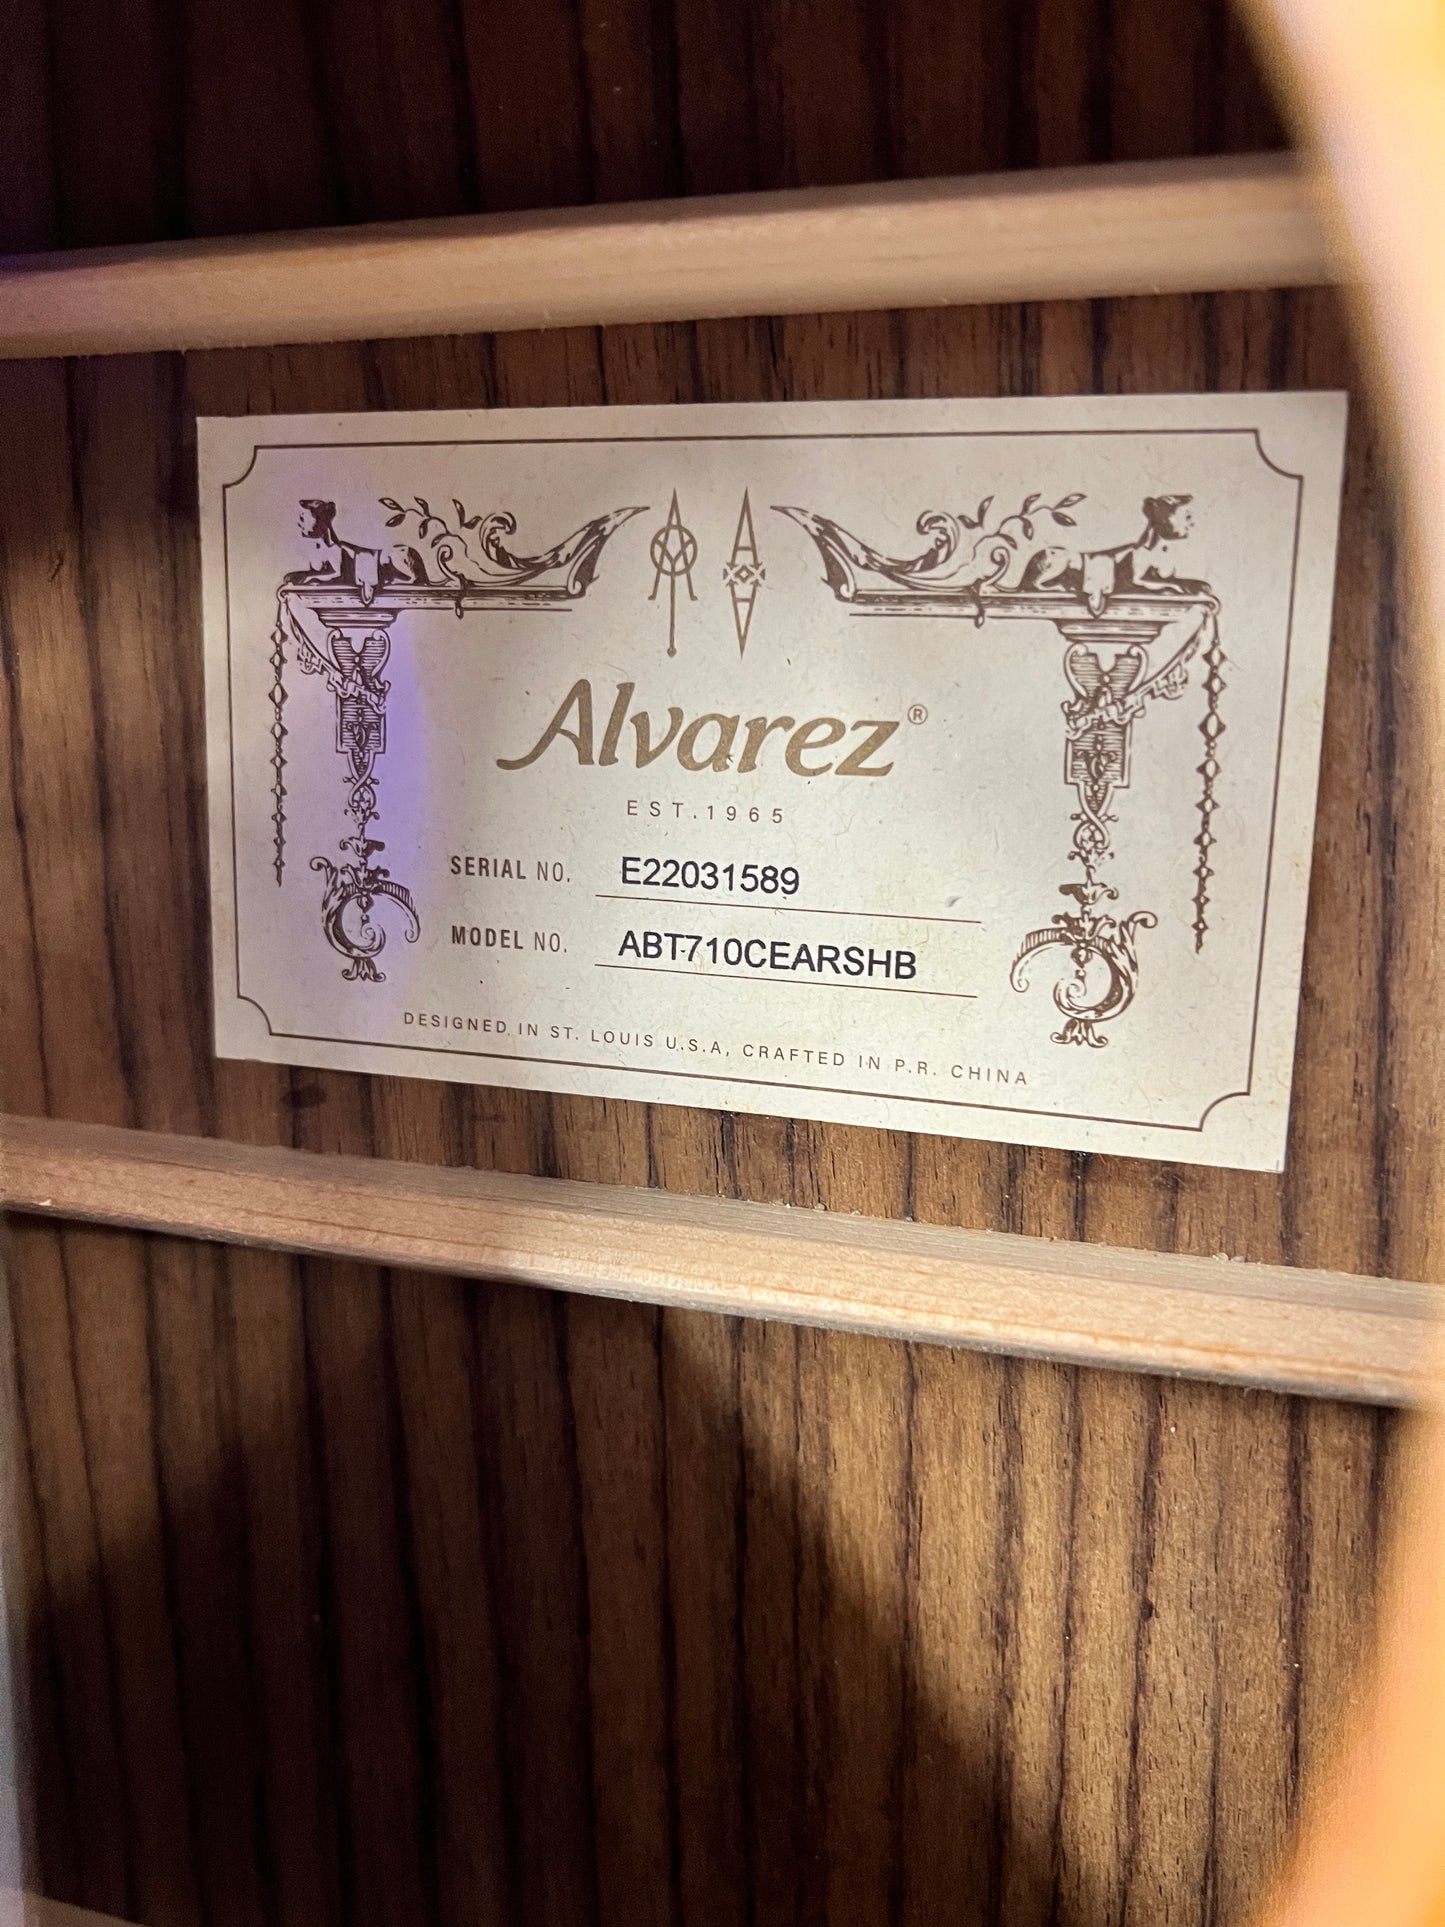 Alvarez®
EST.1965
SERIAL NO. E22031589
MODEL NO. ABT710CEARSHB
DESIGNED IN ST. LOUIS U.S.A, CRAFTED IN P.R. CHINA